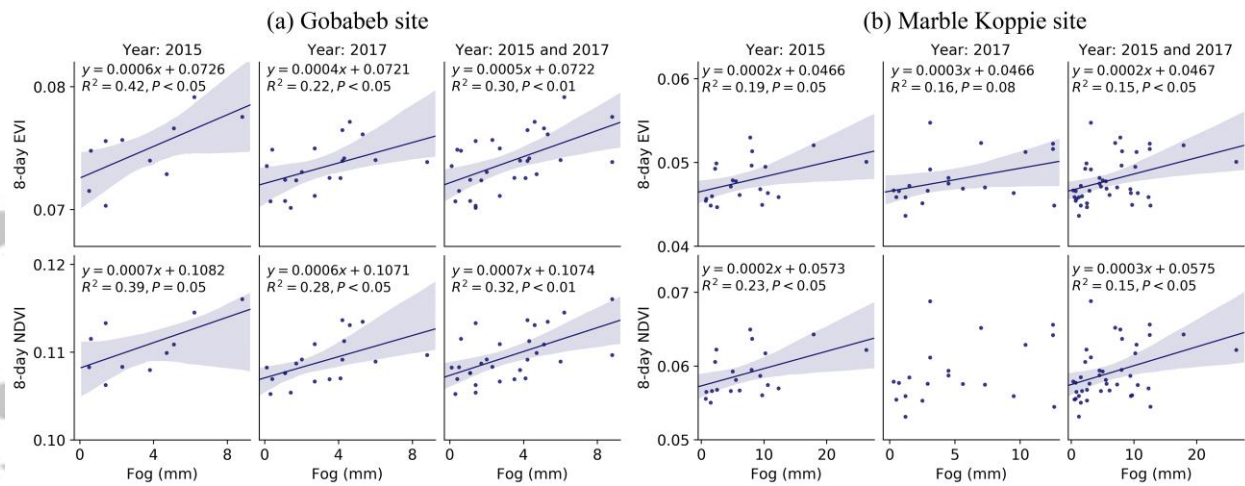 (a) Gobabeb site
(b) Marble Koppie site
Year: 2015
Year: 2017
Year: 2015 and 2017
Year: 2015
Year: 2017
Year: 2015 and 2017
8-day EVI
0.08
0.07
y = 0.0006x + 0.0726
R² = 0.42, P < 0.05
y = 0.0004x + 0.0721
R² = 0.22, P < 0.05
y = 0.0005x + 0.0722
R² = 0.30, P < 0.01
8-day EVI
0.06
0.05
0.04
y = 0.0002x + 0.0466
R² = 0.19, P = 0.05
y = 0.0003x + 0.0466
R² = 0.16, P = 0.08
y = 0.0002x + 0.0467
R² = 0.15, P < 0.05
8-day NDVI
0.12
0.11
0.10
y = 0.0007x + 0.1082
R² = 0.39, P = 0.05
y = 0.0006x + 0.1071
R² = 0.28, P < 0.05
y = 0.0007x + 0.1074
R² = 0.32, P < 0.01
8-day NDVI
0.07
0.06
0.05
y = 0.0002x + 0.0573
R² = 0.23, P < 0.05
y = 0.0003x + 0.0575
R² = 0.15, P < 0.05
0 4 8
0 4 8
0 4 8
0 10 20
0 5 10
0 10 20
Fog (mm)
Fog (mm)
Fog (mm)
Fog (mm)
Fog (mm)
Fog (mm)